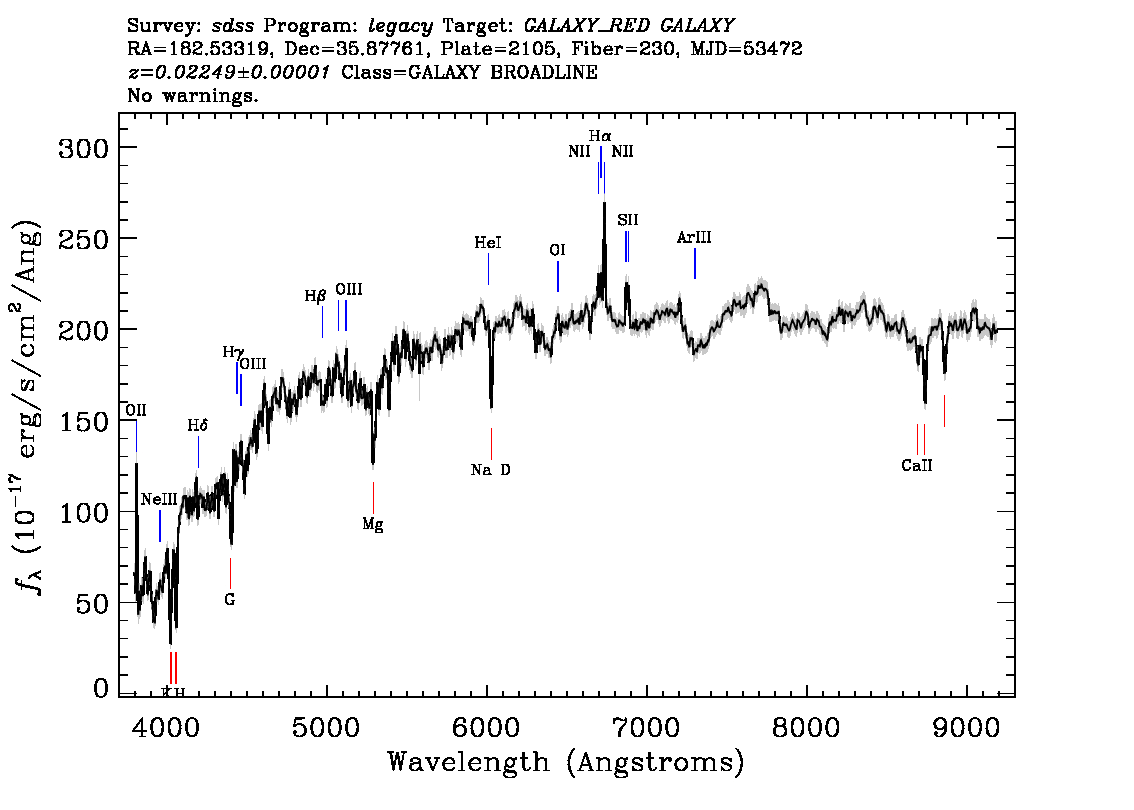 Survey: sdss Program: legacy Target: GALAXY_RED GALAXY
RA=182.53319, Dec=35.87761, Plate=2105, Fiber=230, MJD=53472
z=0.02249±0.00001 Class=GALAXY BROADLINE
No warnings.
Hα
NII NII
SII
ArIII
HeI
OI
Hβ OIII
Hγ
OIII
OII
Hδ
NeIII
Na D
CaII
Mg
G
K H
300
250
200
150
100
50
0
f_λ (10^−17 erg/s/cm^2/Ang)
4000 5000 6000 7000 8000 9000
Wavelength (Angstroms)